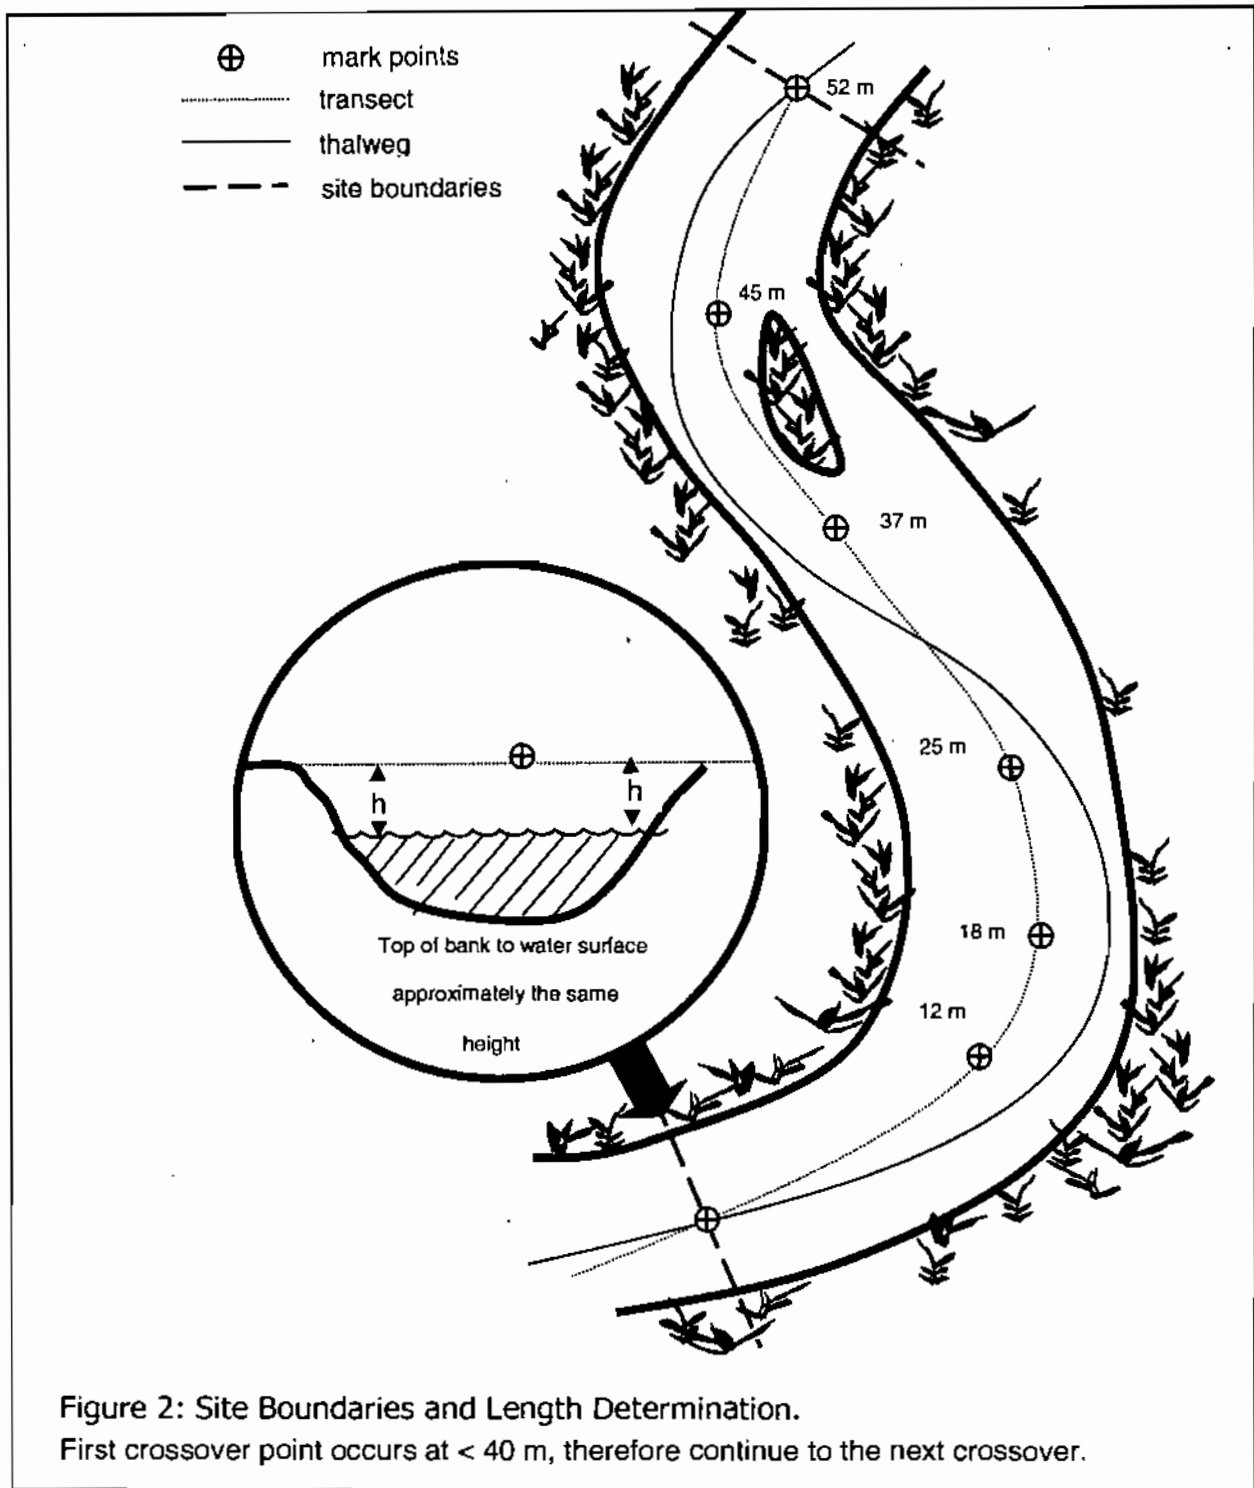 mark points
transect
thalweg
site boundaries
52 m
45 m
37 m
25 m
18 m
12 m
h
h
Top of bank to water surface
approximately the same
height
Figure 2: Site Boundaries and Length Determination.
First crossover point occurs at < 40 m, therefore continue to the next crossover.